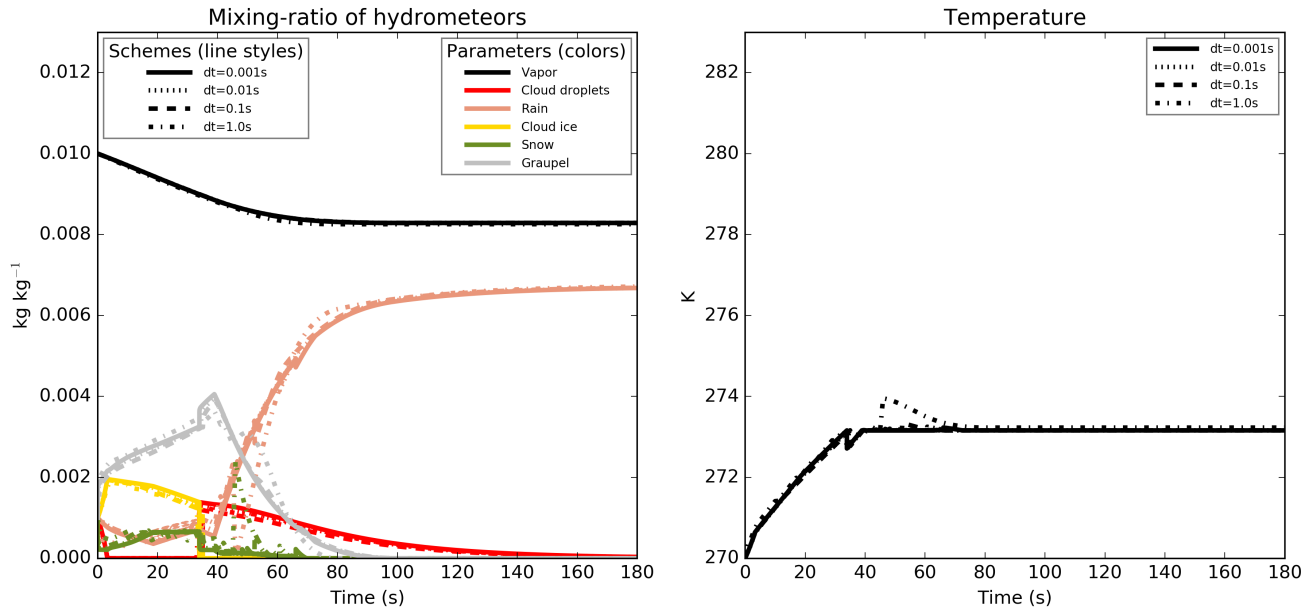 Mixing-ratio of hydrometeors
Schemes (line styles)
dt=0.001s
dt=0.01s
dt=0.1s
dt=1.0s
Parameters (colors)
Vapor
Cloud droplets
Rain
Cloud ice
Snow
Graupel
kg kg⁻¹
0.012
0.010
0.008
0.006
0.004
0.002
0.000
0 20 40 60 80 100 120 140 160 180
Time (s)
Temperature
dt=0.001s
dt=0.01s
dt=0.1s
dt=1.0s
K
282
280
278
276
274
272
270
0 20 40 60 80 100 120 140 160 180
Time (s)